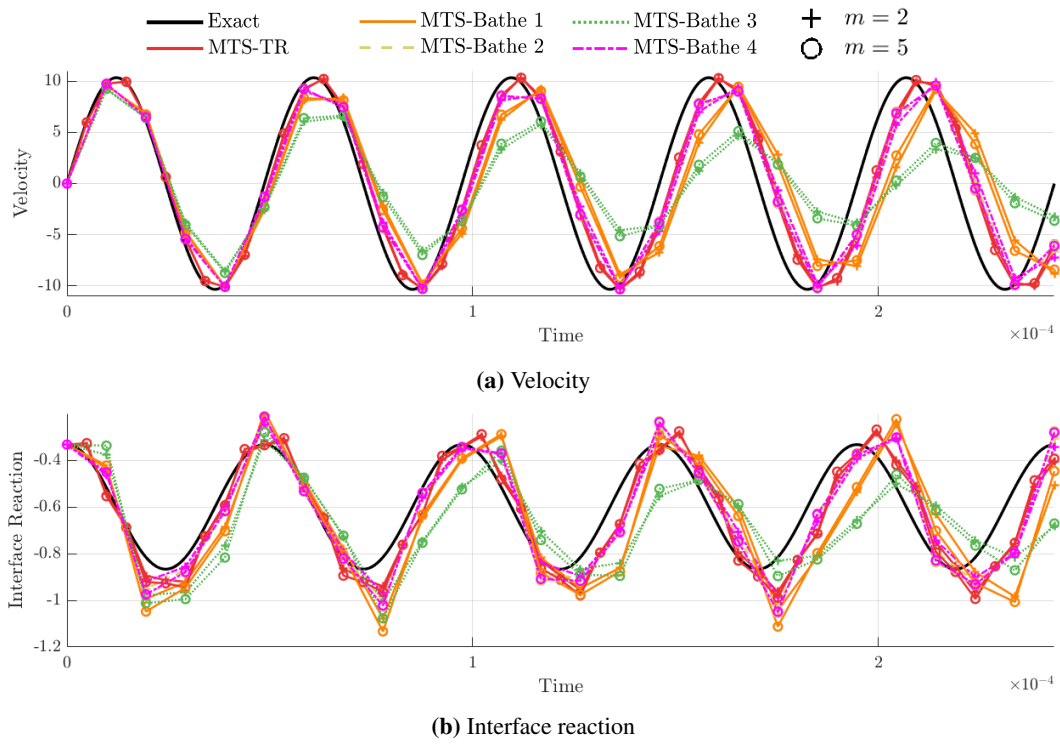 Exact MTS-Bathe 1 MTS-Bathe 3 + m = 2
MTS-TR MTS-Bathe 2 MTS-Bathe 4 m = 5
10
5
0
-5
-10
Velocity
0 1 2
Time ×10⁻⁴
(a) Velocity
-0.4
-0.6
-0.8
-1
-1.2
Interface Reaction
0 1 2
Time ×10⁻⁴
(b) Interface reaction